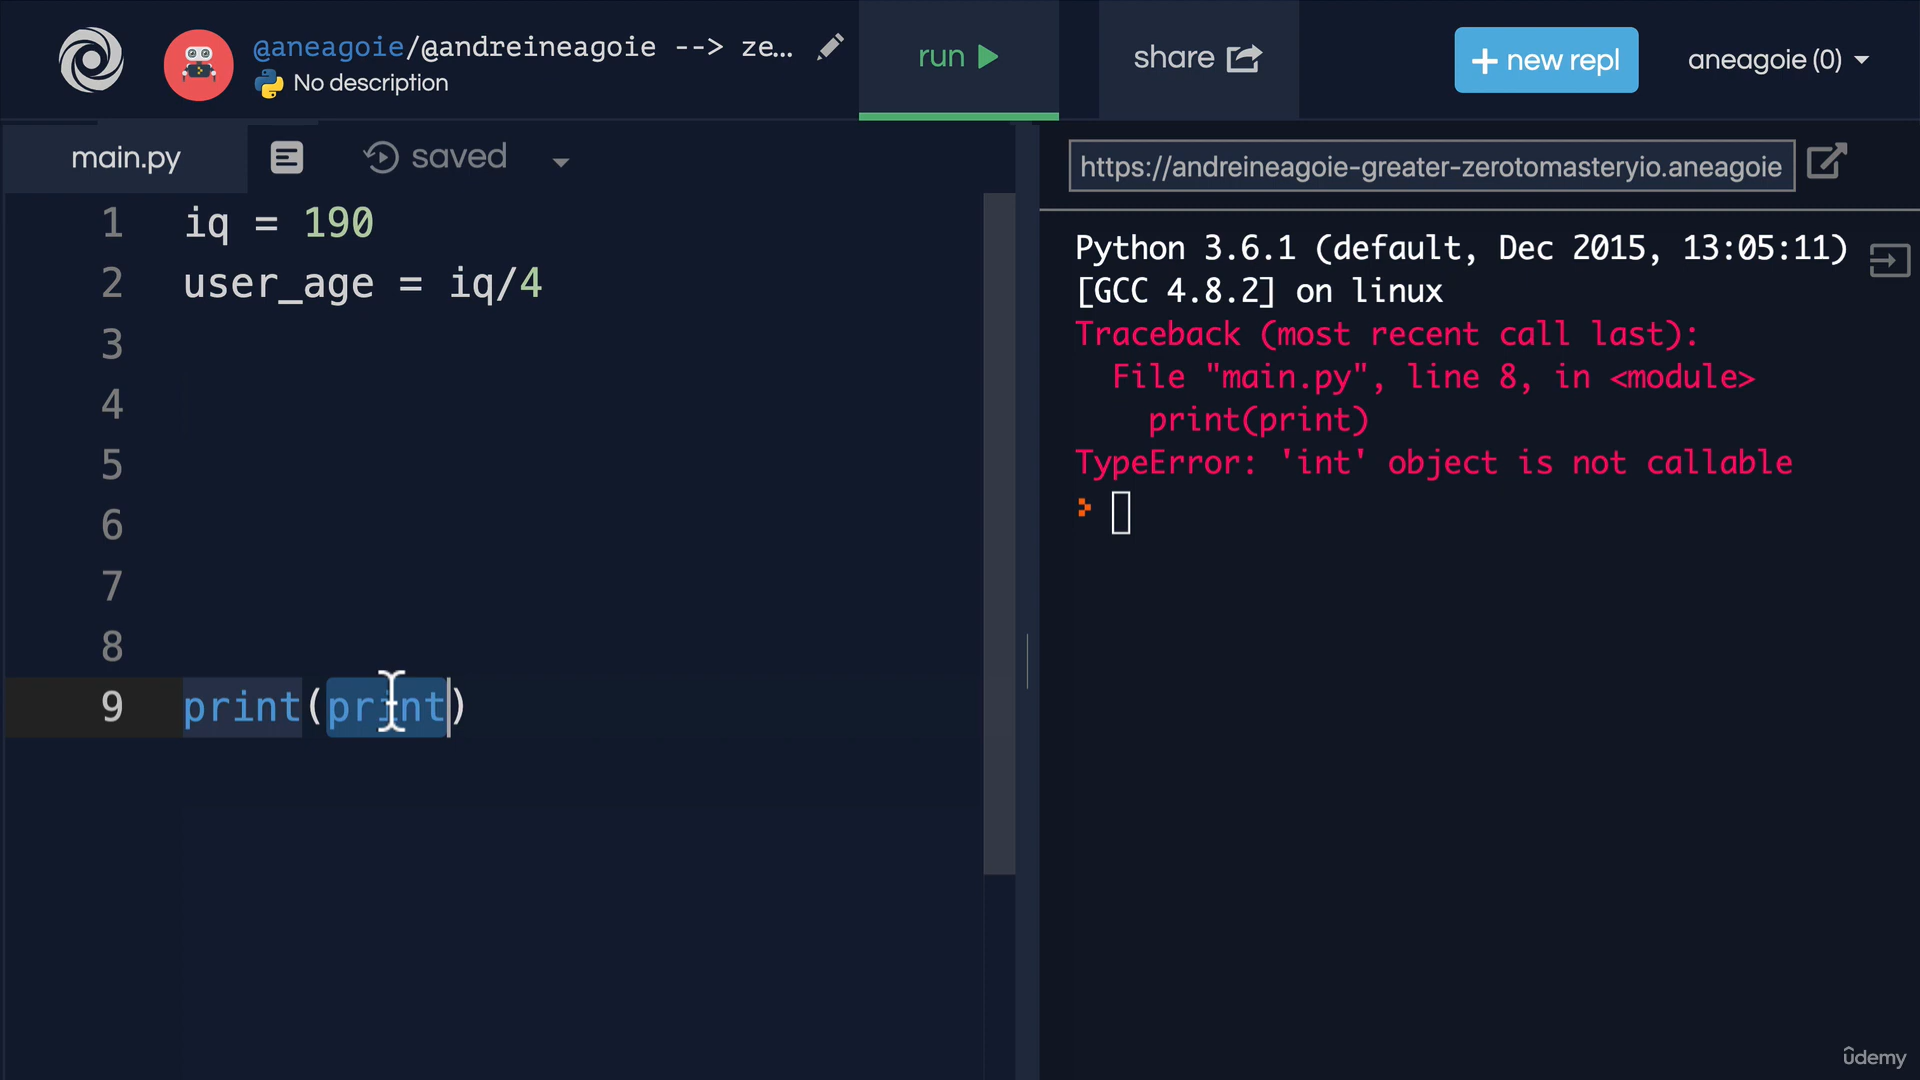 @aneagoie/@andreineagoie --> ze...
No description
run
share
+ new repl
aneagoie (0)
main.py
saved
https://andreineagoie-greater-zerotomasteryio.aneagoie
1 iq = 190
2 user_age = iq/4
3
4
5
6
7
8
9 print(print)
Python 3.6.1 (default, Dec 2015, 13:05:11)
[GCC 4.8.2] on linux
Traceback (most recent call last):
File "main.py", line 8, in <module>
print(print)
TypeError: 'int' object is not callable
ûdemy